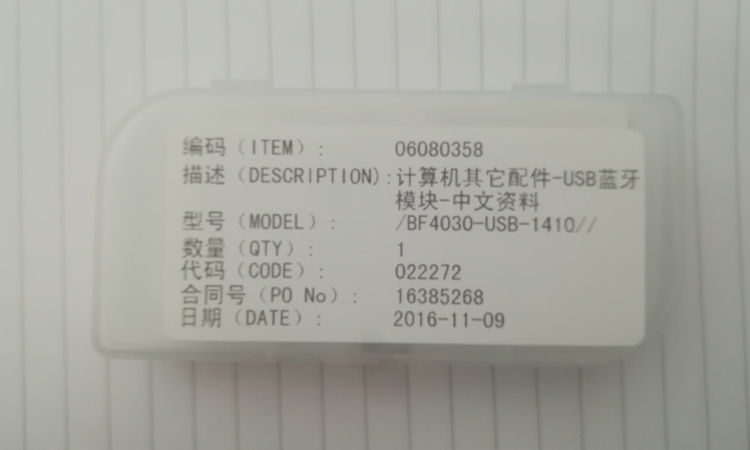 编码(ITEM): 06080358
描述(DESCRIPTION):计算机其它配件-USB蓝牙
模块-中文资料
型号(MODEL): /BF4030-USB-1410//
数量(QTY): 1
代码(CODE): 022272
合同号(PO No): 16385268
日期(DATE): 2016-11-09